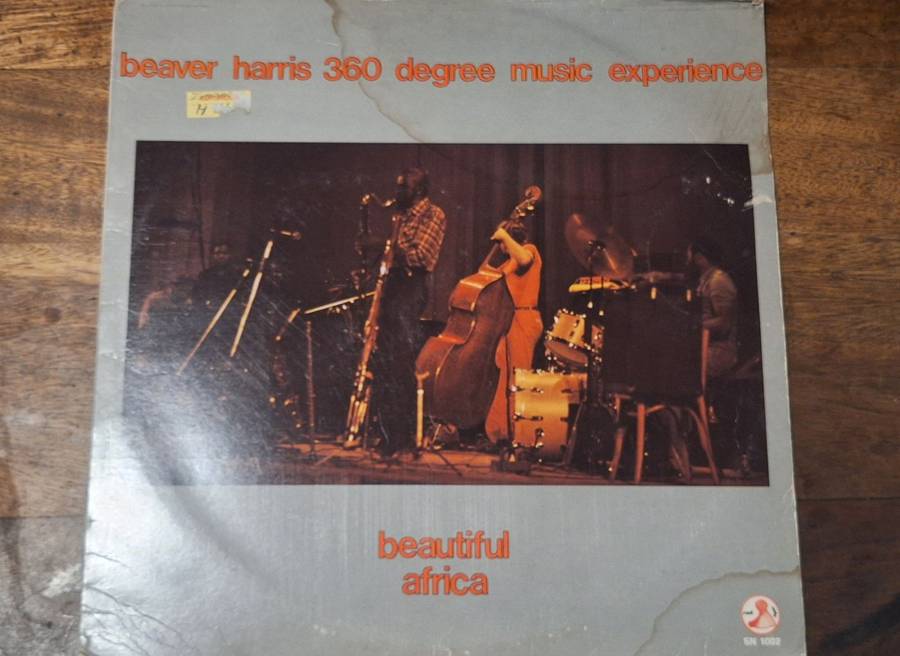 beaver harris 360 degree music experience
H
beautiful
africa
SN 1002